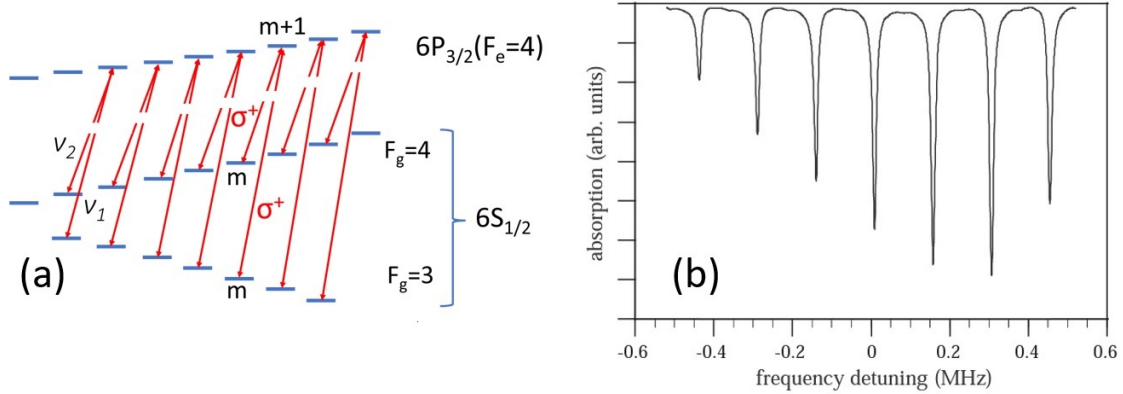 m+1
6P3/2(Fe=4)
σ+
ν2
Fg=4
m
ν1
σ+
6S1/2
(a)
Fg=3
m
absorption (arb. units)
(b)
-0.6
-0.4
-0.2
0
0.2
0.4
0.6
frequency detuning (MHz)